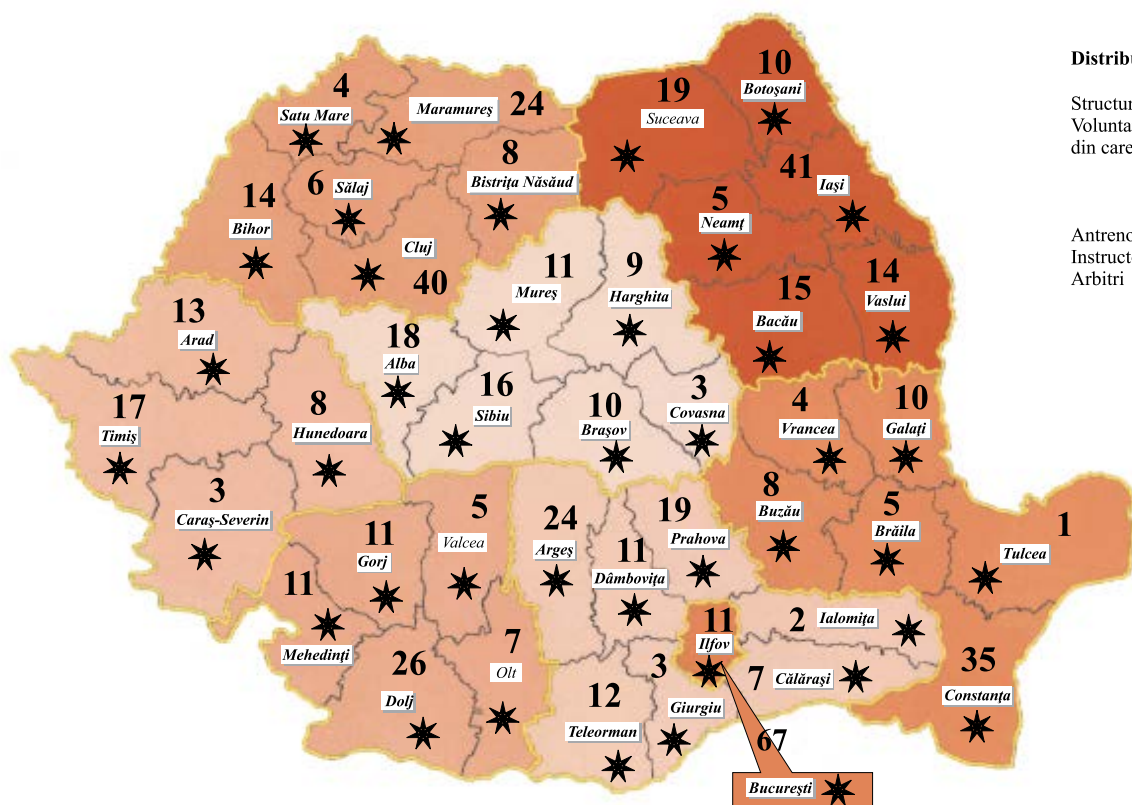 Distribu
Structur
Volunta
din care
Antreno
Instructo
Arbitri
4
Satu Mare
Maramureş
24
8
Bistriţa Năsăud
6
Sălaj
14
Bihor
Cluj
40
19
Suceava
10
Botoşani
41
Iaşi
5
Neamţ
15
Bacău
14
Vaslui
11
Mureş
9
Harghita
18
Alba
16
Sibiu
10
Braşov
3
Covasna
13
Arad
17
Timiş
8
Hunedoara
3
Caraş-Severin
4
Vrancea
10
Galaţi
8
Buzău
5
Brăila
1
Tulcea
35
Constanţa
11
Gorj
5
Valcea
11
Mehedinţi
26
Dolj
7
Olt
24
Argeş
11
Dâmboviţa
19
Prahova
12
Teleorman
3
Giurgiu
11
Ilfov
2
Ialomiţa
7
Călăraşi
67
Bucureşti